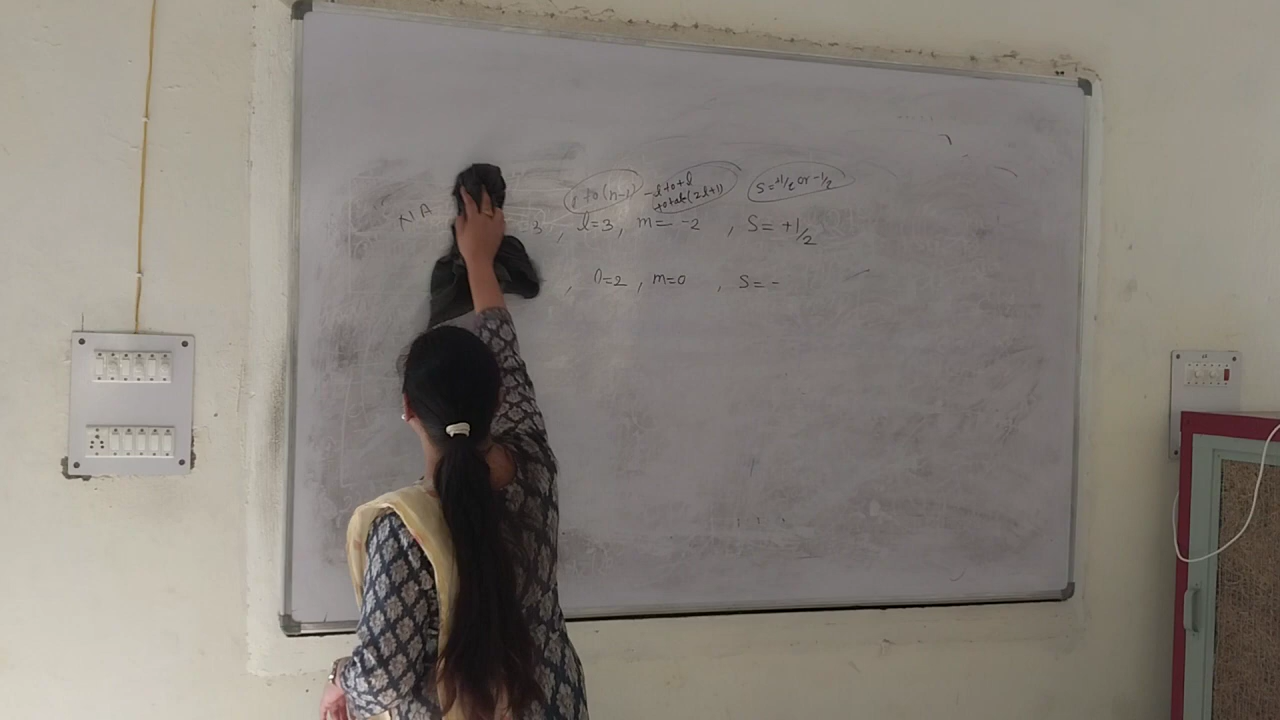 to (n-1) -l to +l S=+1/2 or -1/2
total (2l+1)
NA =3, l=3, m= -2, S= +1/2
, l=2, m=0, S= -